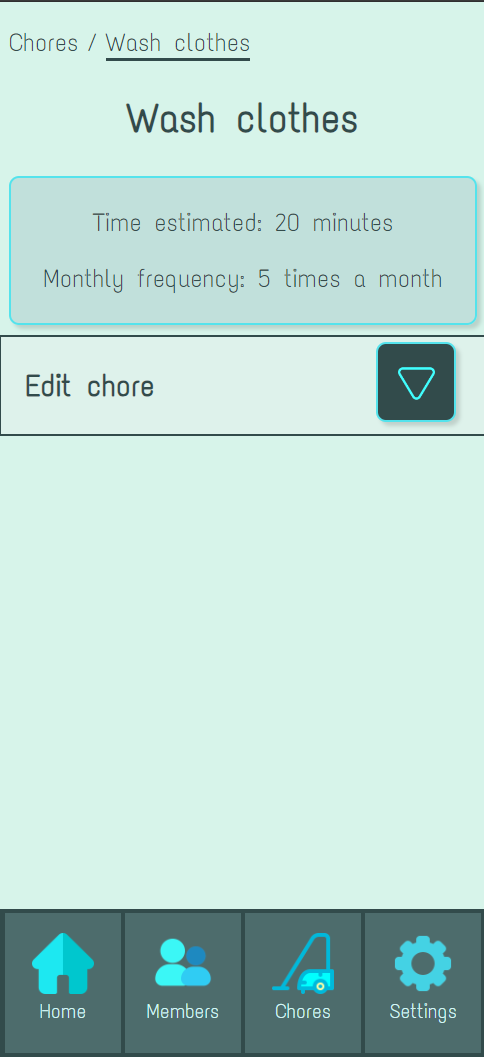 Chores / Wash clothes
Wash clothes
Time estimated: 20 minutes
Monthly frequency: 5 times a month
Edit chore
Home Members Chores Settings